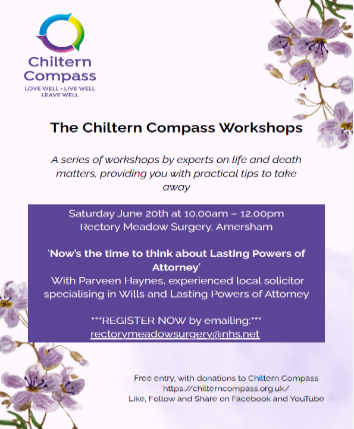 Chiltern
Compass
LOVE WELL • LIVE WELL
LEAVE WELL
The Chiltern Compass Workshops
A series of workshops by experts on life and death
matters, providing you with practical tips to take
away
Saturday June 20th at 10.00am – 12.00pm
Rectory Meadow Surgery, Amersham
'Now's the time to think about Lasting Powers of
Attorney'
With Parveen Haynes, experienced local solicitor
specialising in Wills and Lasting Powers of Attorney
***REGISTER NOW by emailing:***
rectorymeadowsurgery@nhs.net
Free entry, with donations to Chiltern Compass
https://chilterncompass.org.uk/
Like, Follow and Share on Facebook and YouTube